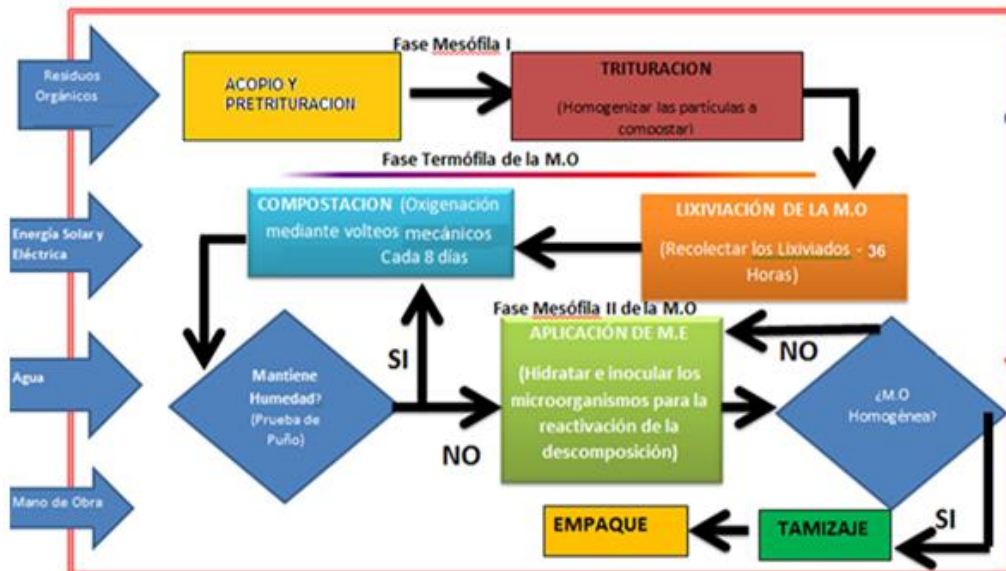 Fase Mesófila I
Residuos
Orgánicos
ACOPIO Y
PRETRITURACION
TRITURACION
(Homogenizar las partículas a
compostar)
Fase Termófila de la M.O
Energía Solar y
Eléctrica
COMPOSTACION (Oxigenación
mediante volteos mecánicos
Cada 8 días
LIXIVIACIÓN DE LA M.O
(Recolectar los Lixiviados - 36
Horas)
Fase Mesófila II de la M.O
Agua
Mantiene
Humedad?
(Prueba de
Puño)
SI
NO
APLICACIÓN DE M.E
(Hidratar e inocular los
microorganismos para la
reactivación de la
descomposición)
NO
¿M.O
Homogénea?
Mano de Obra
EMPAQUE
TAMIZAJE
SI